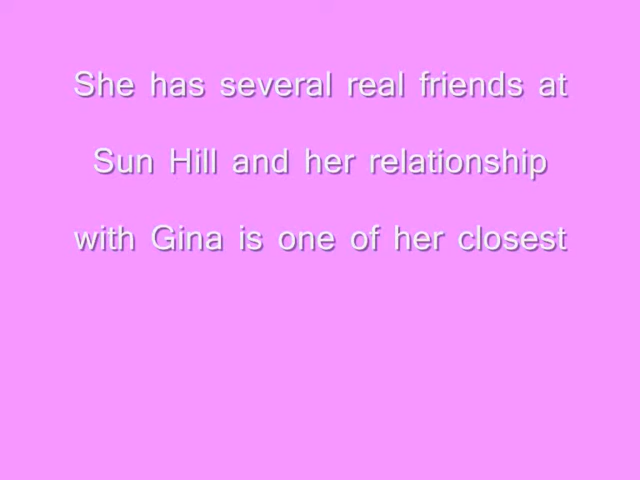 She has several real friends at
Sun Hill and her relationship
with Gina is one of her closest